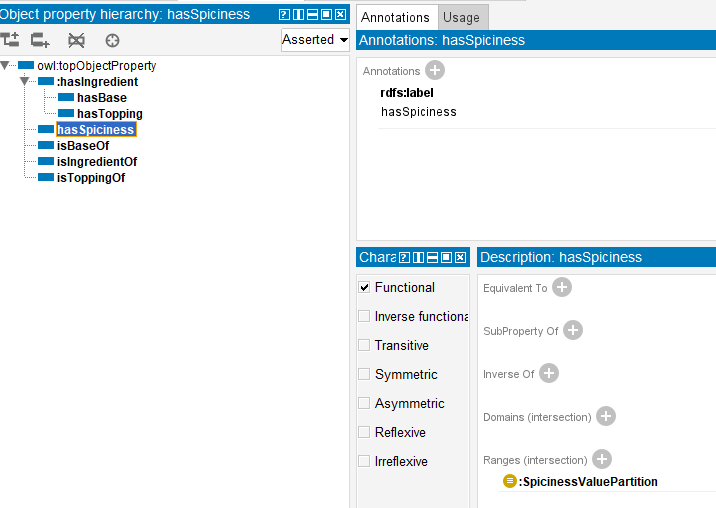 Object property hierarchy: hasSpiciness
Asserted
owl:topObjectProperty
:hasIngredient
hasBase
hasTopping
hasSpiciness
isBaseOf
isIngredientOf
isToppingOf
Annotations
Usage
Annotations: hasSpiciness
Annotations
rdfs:label
hasSpiciness
Chara
Functional
Inverse functiona
Transitive
Symmetric
Asymmetric
Reflexive
Irreflexive
Description: hasSpiciness
Equivalent To
SubProperty Of
Inverse Of
Domains (intersection)
Ranges (intersection)
:SpicinessValuePartition